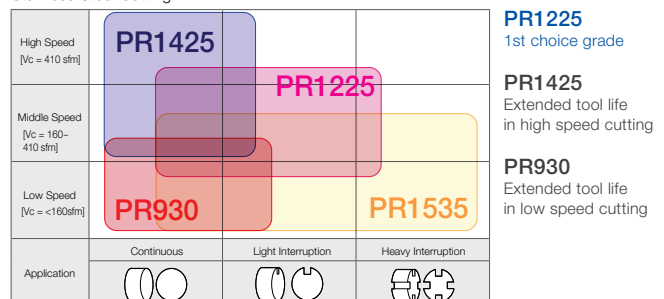 High Speed
[Vc = 410 sfm]
PR1425
PR1225
Middle Speed
[Vc = 160–
410 sfm]
Low Speed
[Vc = <160sfm]
PR930
PR1535
Application
Continuous
Light Interruption
Heavy Interruption
PR1225
1st choice grade
PR1425
Extended tool life
in high speed cutting
PR930
Extended tool life
in low speed cutting